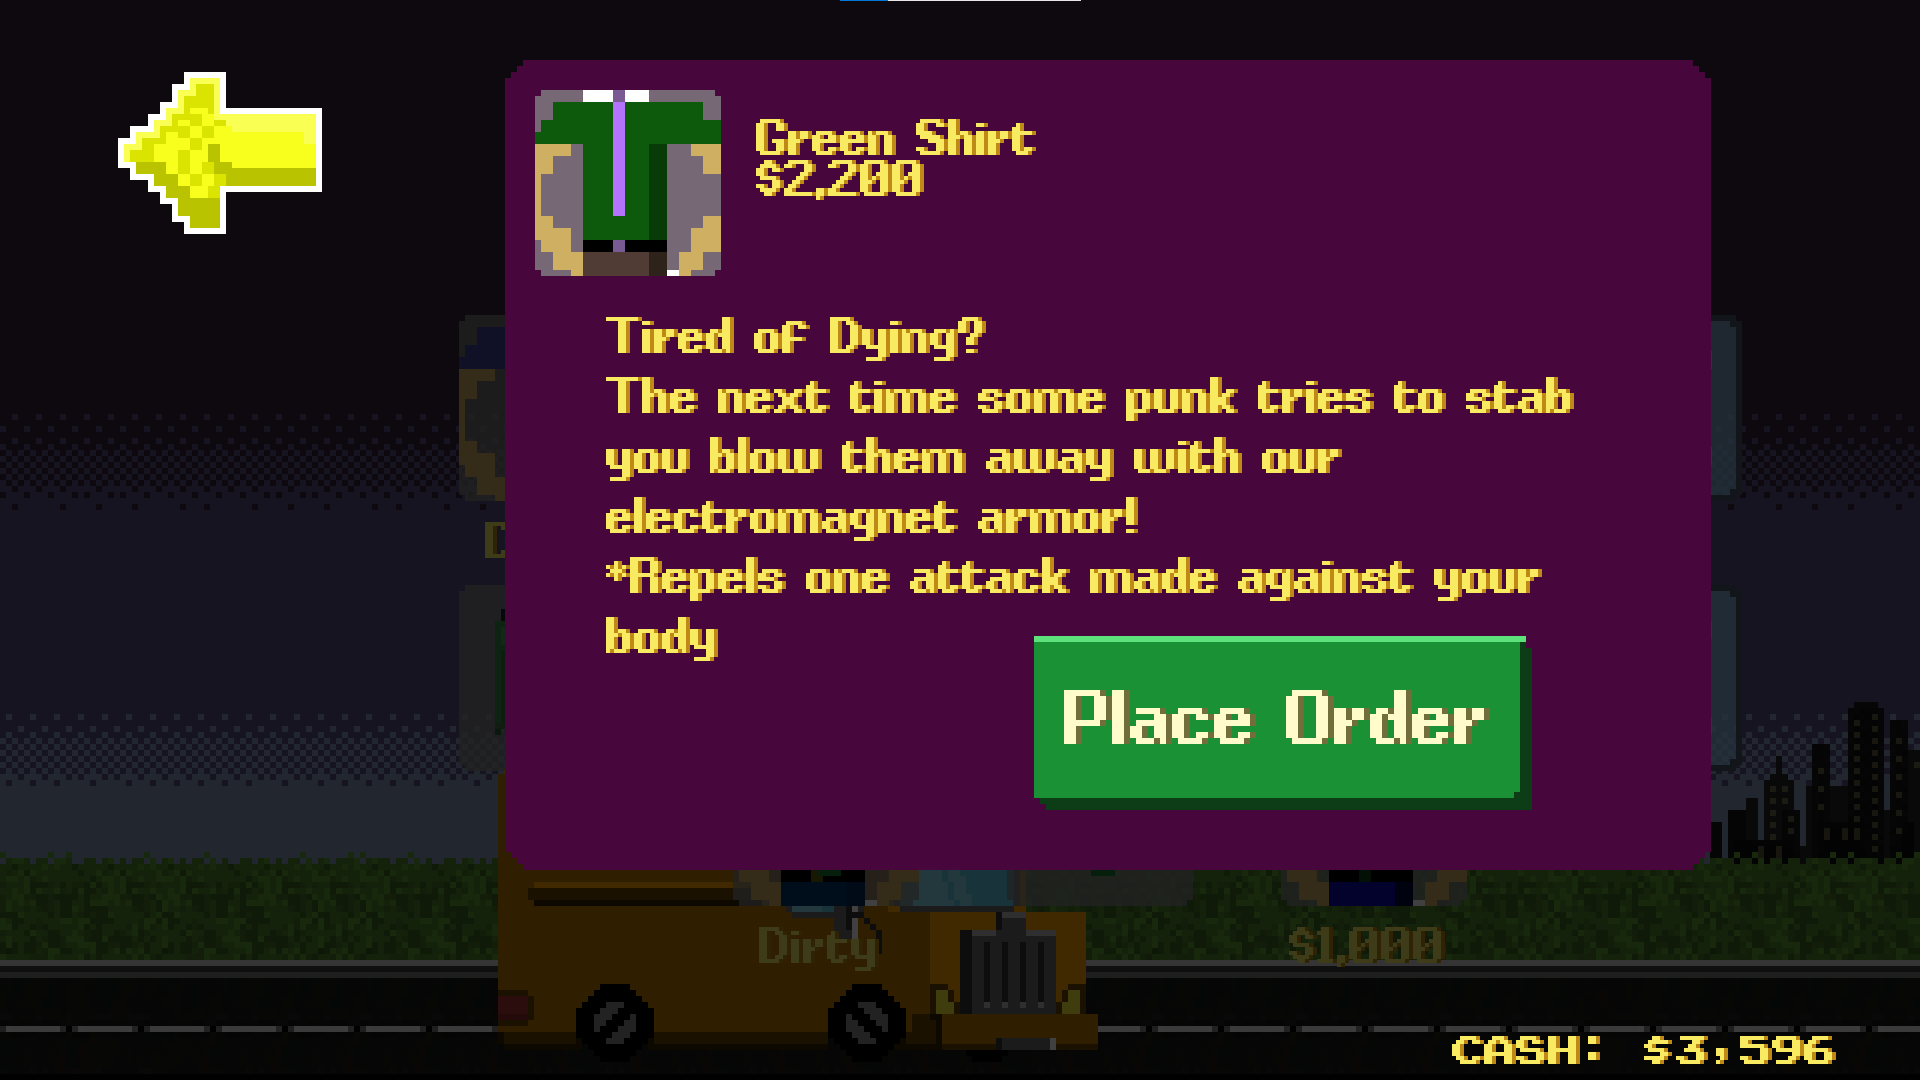 Green Shirt
$2,200
Tired of Dying?
The next time some punk tries to stab
you blow them away with our
electromagnet armor!
*Repels one attack made against your
body
Place Order
Dirty
$1,000
CASH: $3,596